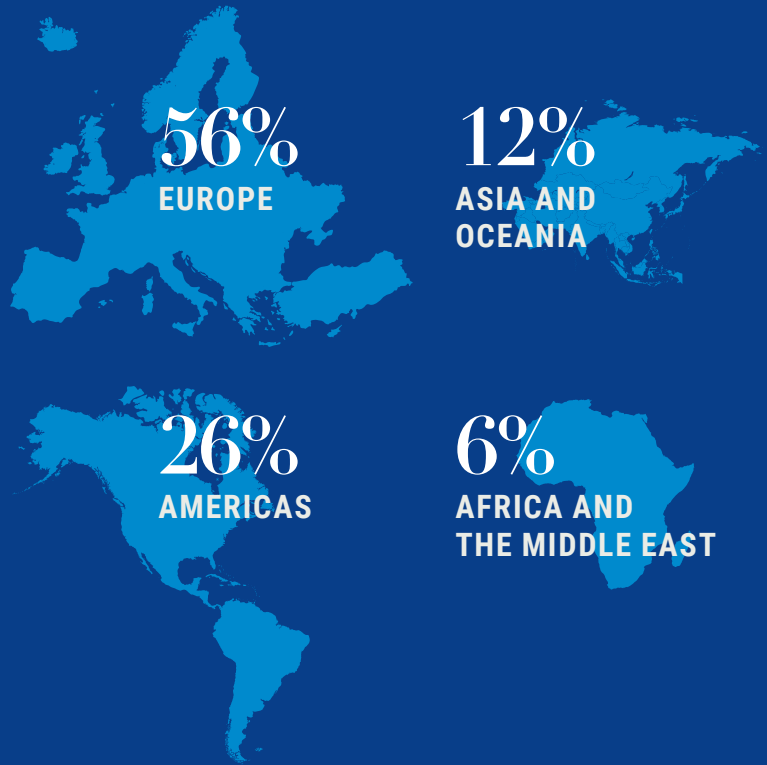 56%
EUROPE
12%
ASIA AND
OCEANIA
26%
AMERICAS
6%
AFRICA AND
THE MIDDLE EAST